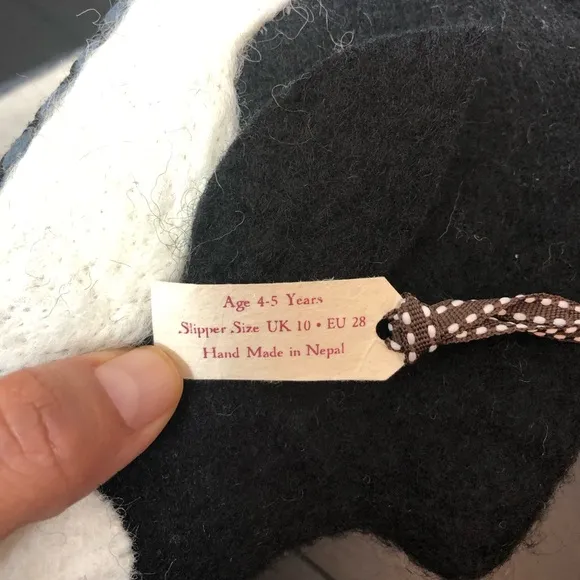 Age 4-5 Years
Slipper Size UK 10 • EU 28
Hand Made in Nepal